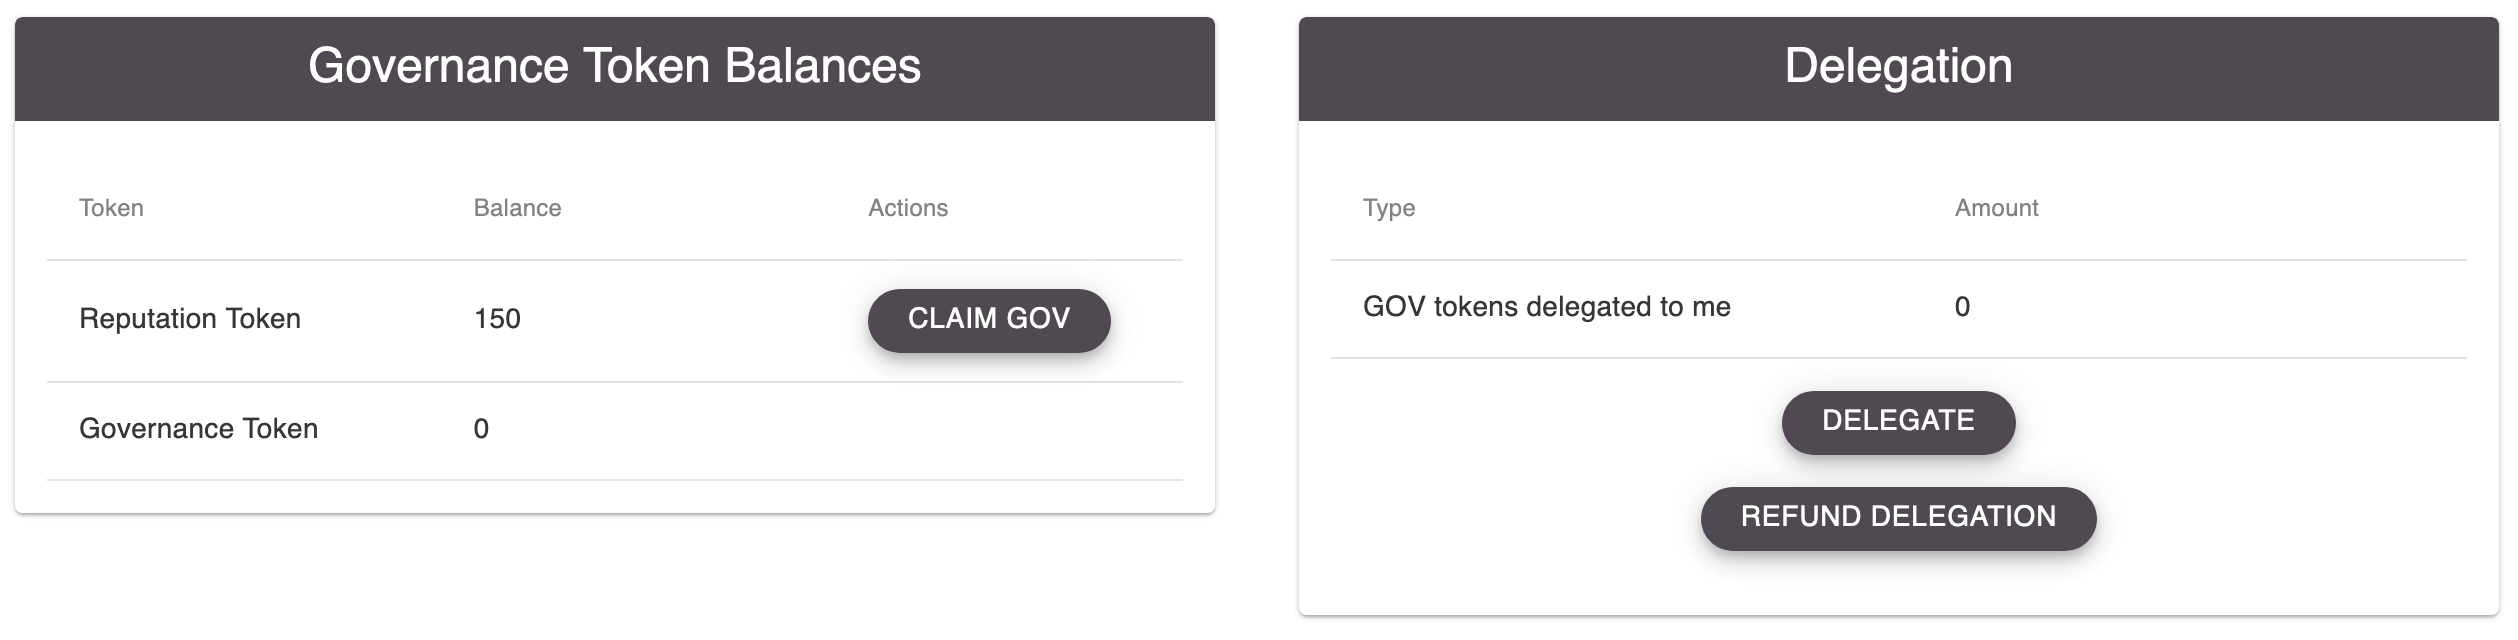 Governance Token Balances
Token Balance Actions
Reputation Token 150 CLAIM GOV
Governance Token 0
Delegation
Type Amount
GOV tokens delegated to me 0
DELEGATE
REFUND DELEGATION